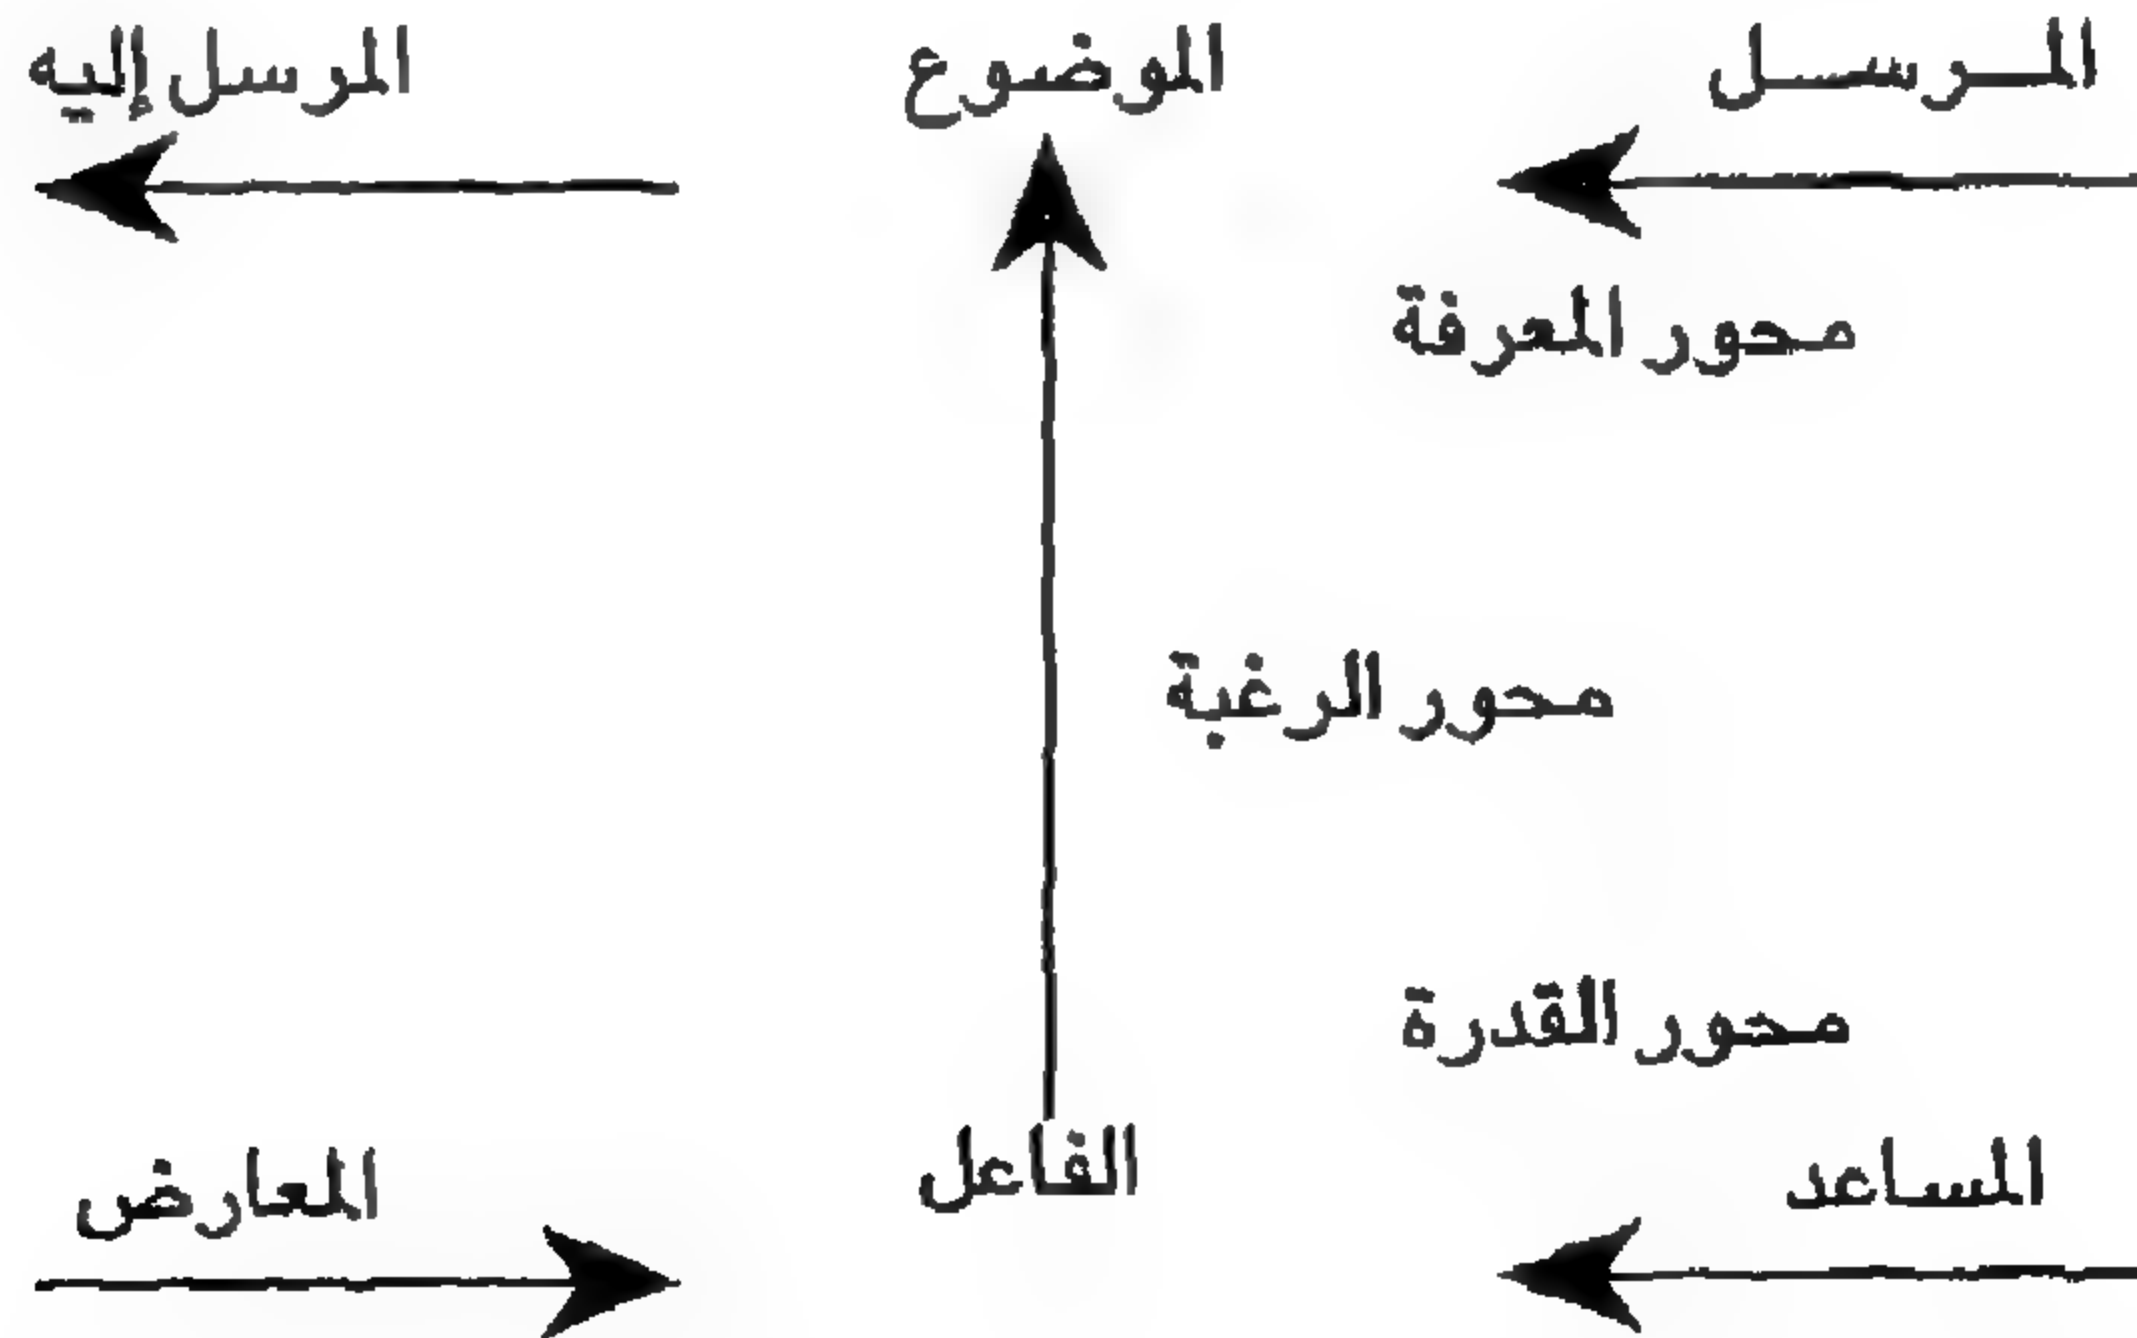 المرسل الموضوع المرسل إليه
محور المعرفة
محور الرغبة
محور القدرة
المساعد الفاعل المعارض